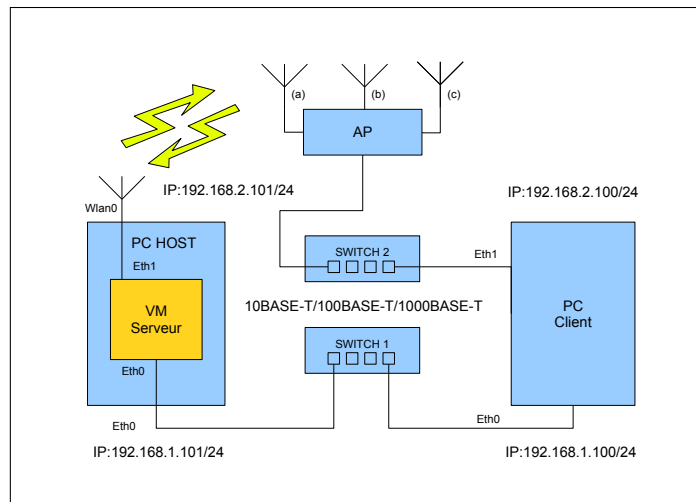 (a)
(b)
(c)
AP
IP:192.168.2.101/24
IP:192.168.2.100/24
Wlan0
PC HOST
Eth1
VM
Serveur
Eth0
Eth0
IP:192.168.1.101/24
SWITCH 2
Eth1
10BASE-T/100BASE-T/1000BASE-T
SWITCH 1
PC
Client
Eth0
IP:192.168.1.100/24